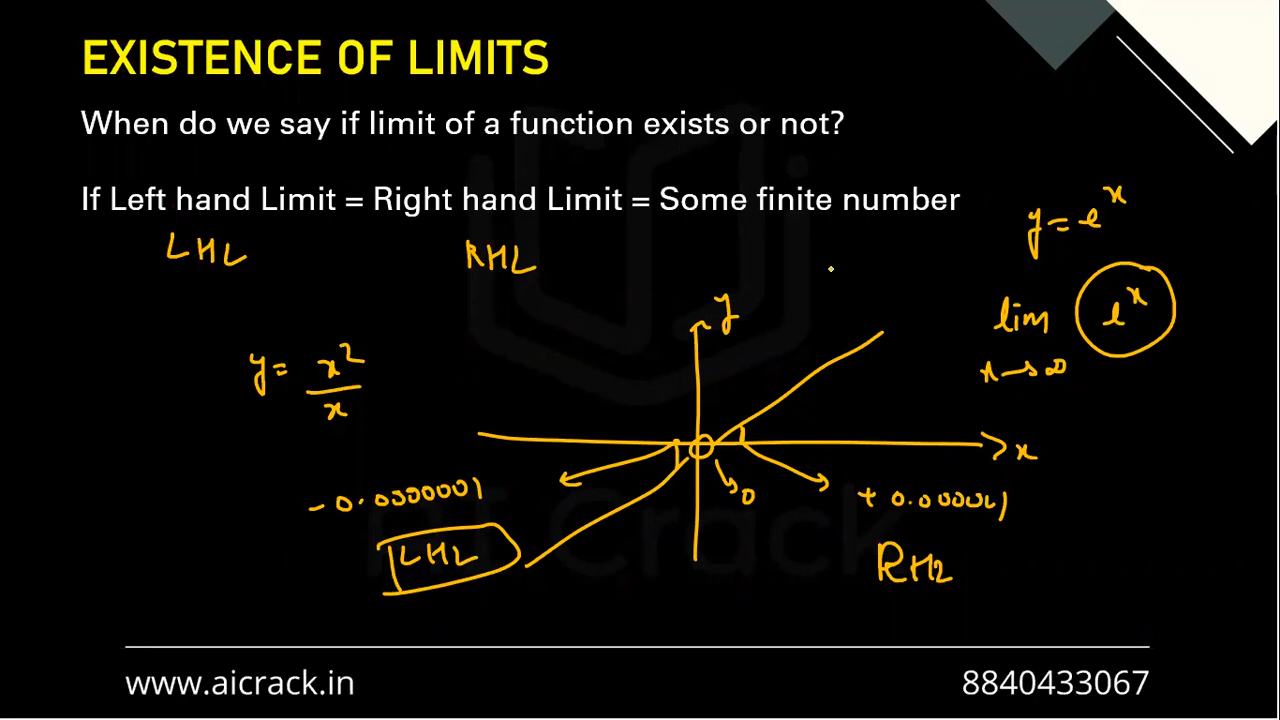 EXISTENCE OF LIMITS
When do we say if limit of a function exists or not?
If Left hand Limit = Right hand Limit = Some finite number
LHL
RHL
y = e^x
lim e^x
x→∞
y
y = x²/x
x
0
- 0.0000001
+ 0.000001
LHL
RHL
www.aicrack.in
8840433067